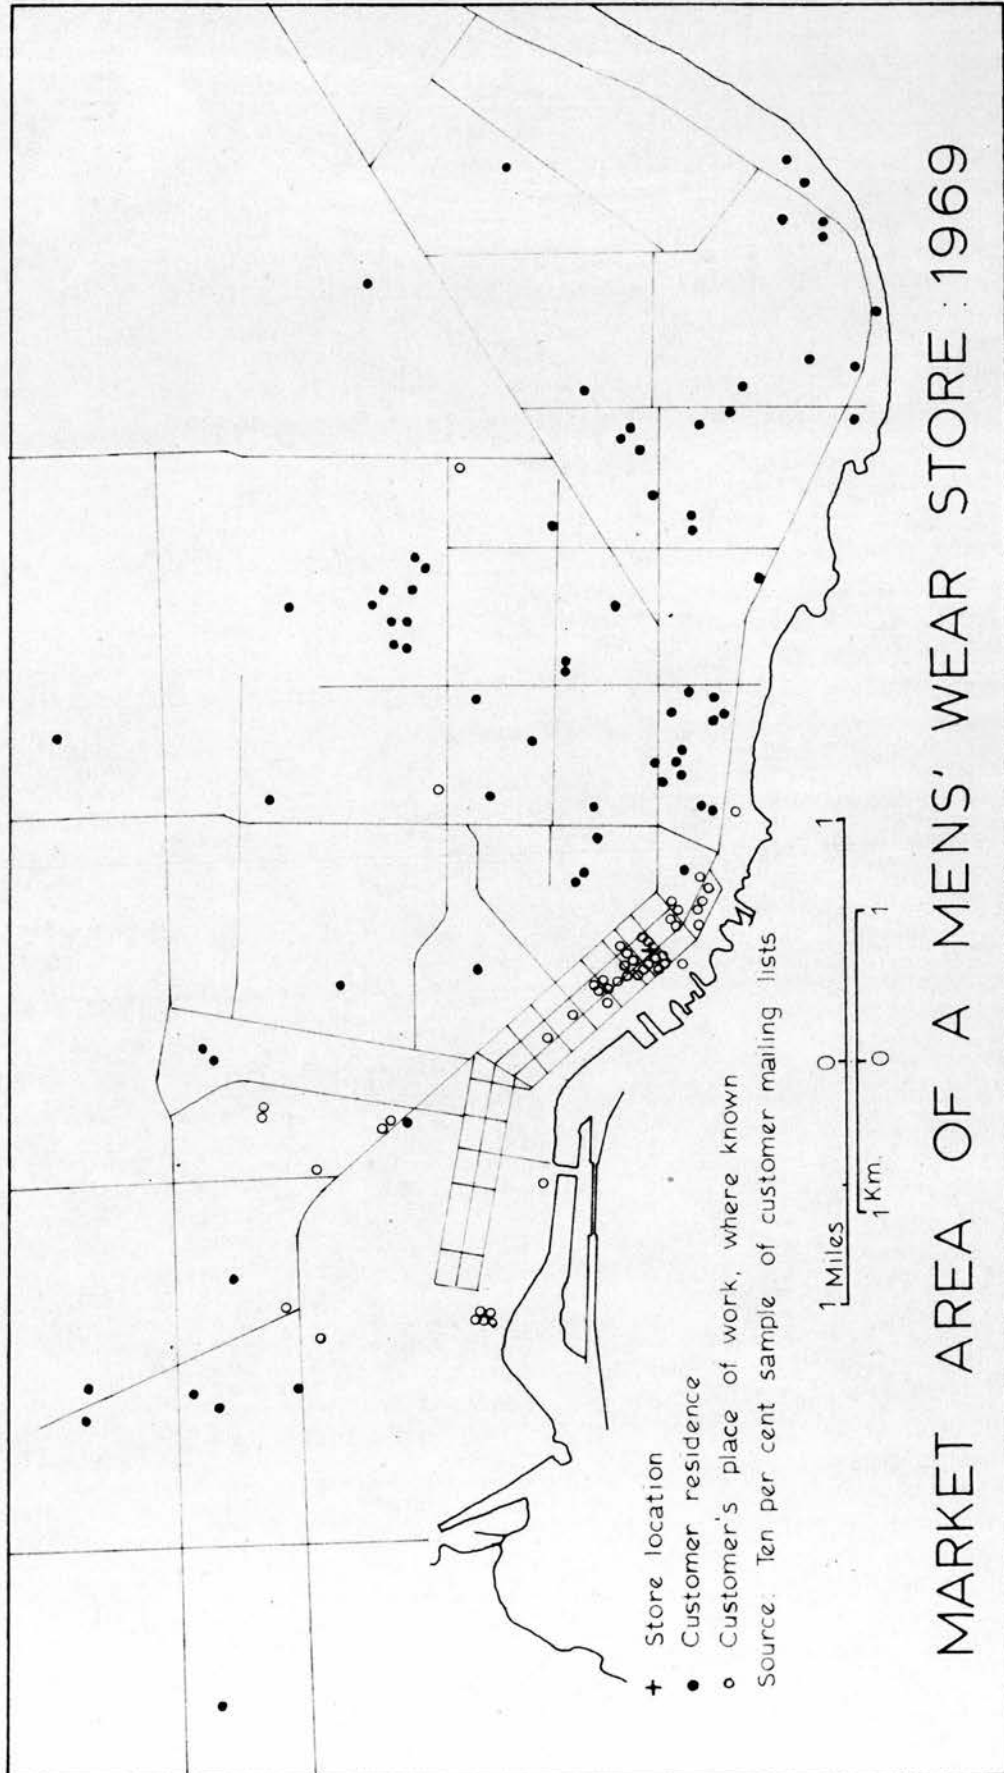 + Store location
● Customer residence
○ Customer's place of work, where known
Source: Ten per cent sample of customer mailing lists
1 Miles 0 1
1 Km. 0 1
MARKET AREA OF A MENS' WEAR STORE : 1969